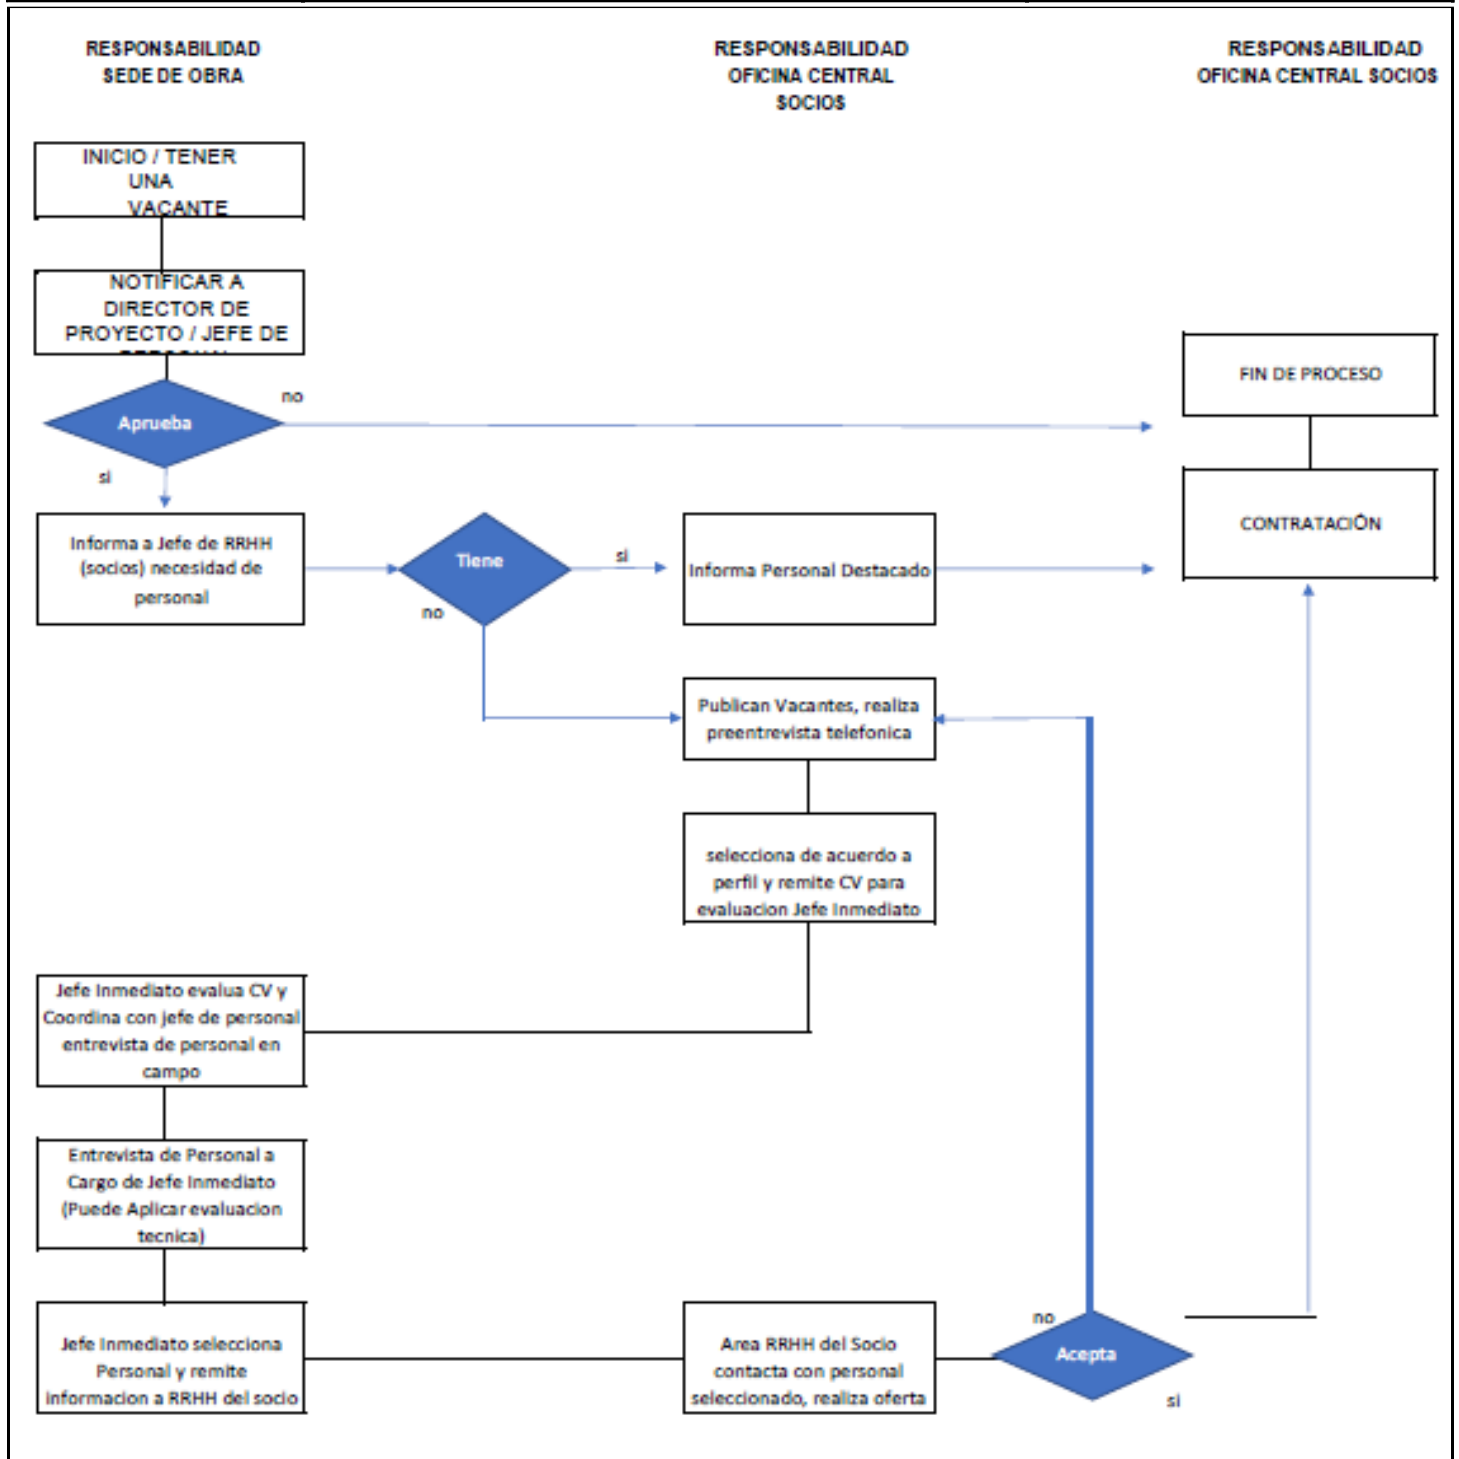 RESPONSABILIDAD
SEDE DE OBRA
RESPONSABILIDAD
OFICINA CENTRAL
SOCIOS
RESPONSABILIDAD
OFICINA CENTRAL SOCIOS
INICIO / TENER
UNA
VACANTE
NOTIFICAR A
DIRECTOR DE
PROYECTO / JEFE DE
FIN DE PROCESO
no
Aprueba
si
CONTRATACIÓN
Informa a Jefe de RRHH
(socios) necesidad de
personal
Tiene
si
no
Informa Personal Destacado
Publican Vacantes, realiza
preentrevista telefonica
selecciona de acuerdo a
perfil y remite CV para
evaluacion Jefe Inmediato
Jefe Inmediato evalua CV y
Coordina con jefe de personal
entrevista de personal en
campo
Entrevista de Personal a
Cargo de Jefe Inmediato
(Puede Aplicar evaluacion
tecnica)
Jefe Inmediato selecciona
Personal y remite
informacion a RRHH del socio
Area RRHH del Socio
contacta con personal
seleccionado, realiza oferta
no
Acepta
si